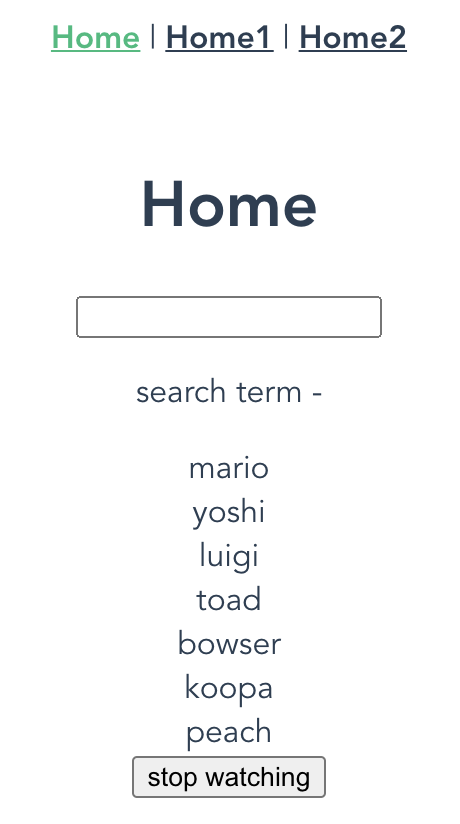 Home | Home1 | Home2
Home
search term -
mario
yoshi
luigi
toad
bowser
koopa
peach
stop watching